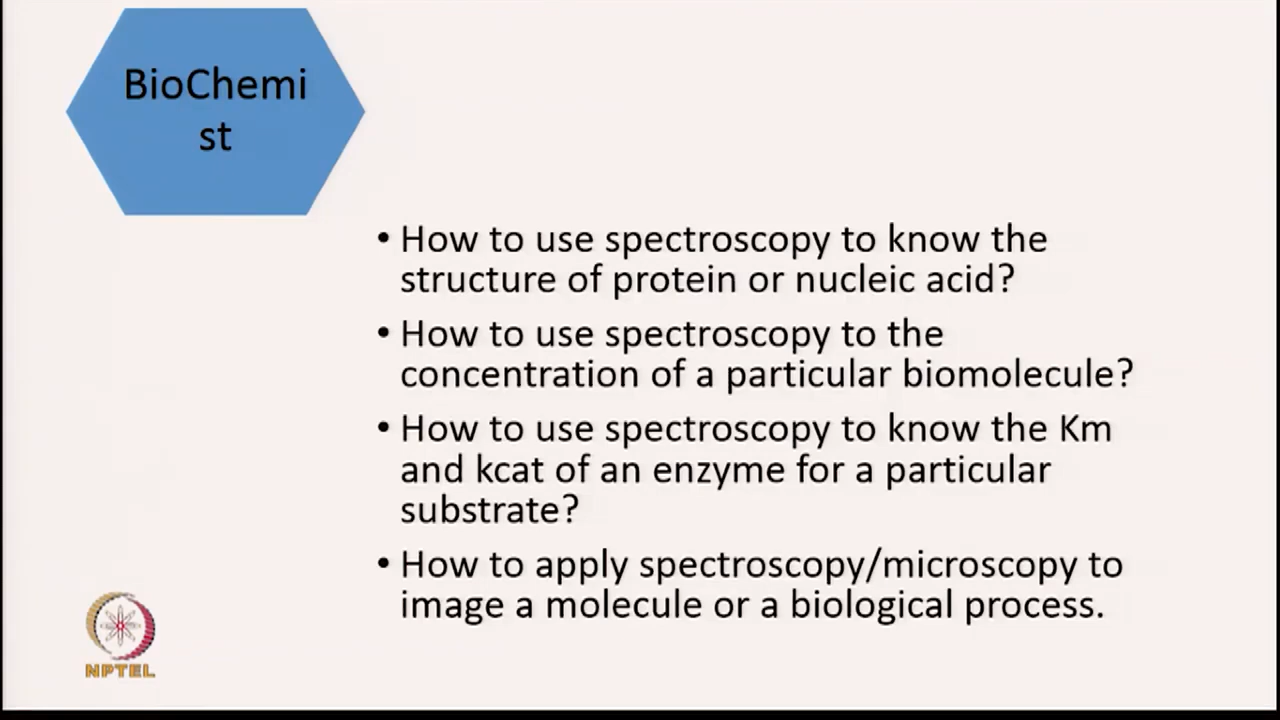 BioChemi
st
• How to use spectroscopy to know the
structure of protein or nucleic acid?
• How to use spectroscopy to the
concentration of a particular biomolecule?
• How to use spectroscopy to know the Km
and kcat of an enzyme for a particular
substrate?
• How to apply spectroscopy/microscopy to
image a molecule or a biological process.
NPTEL